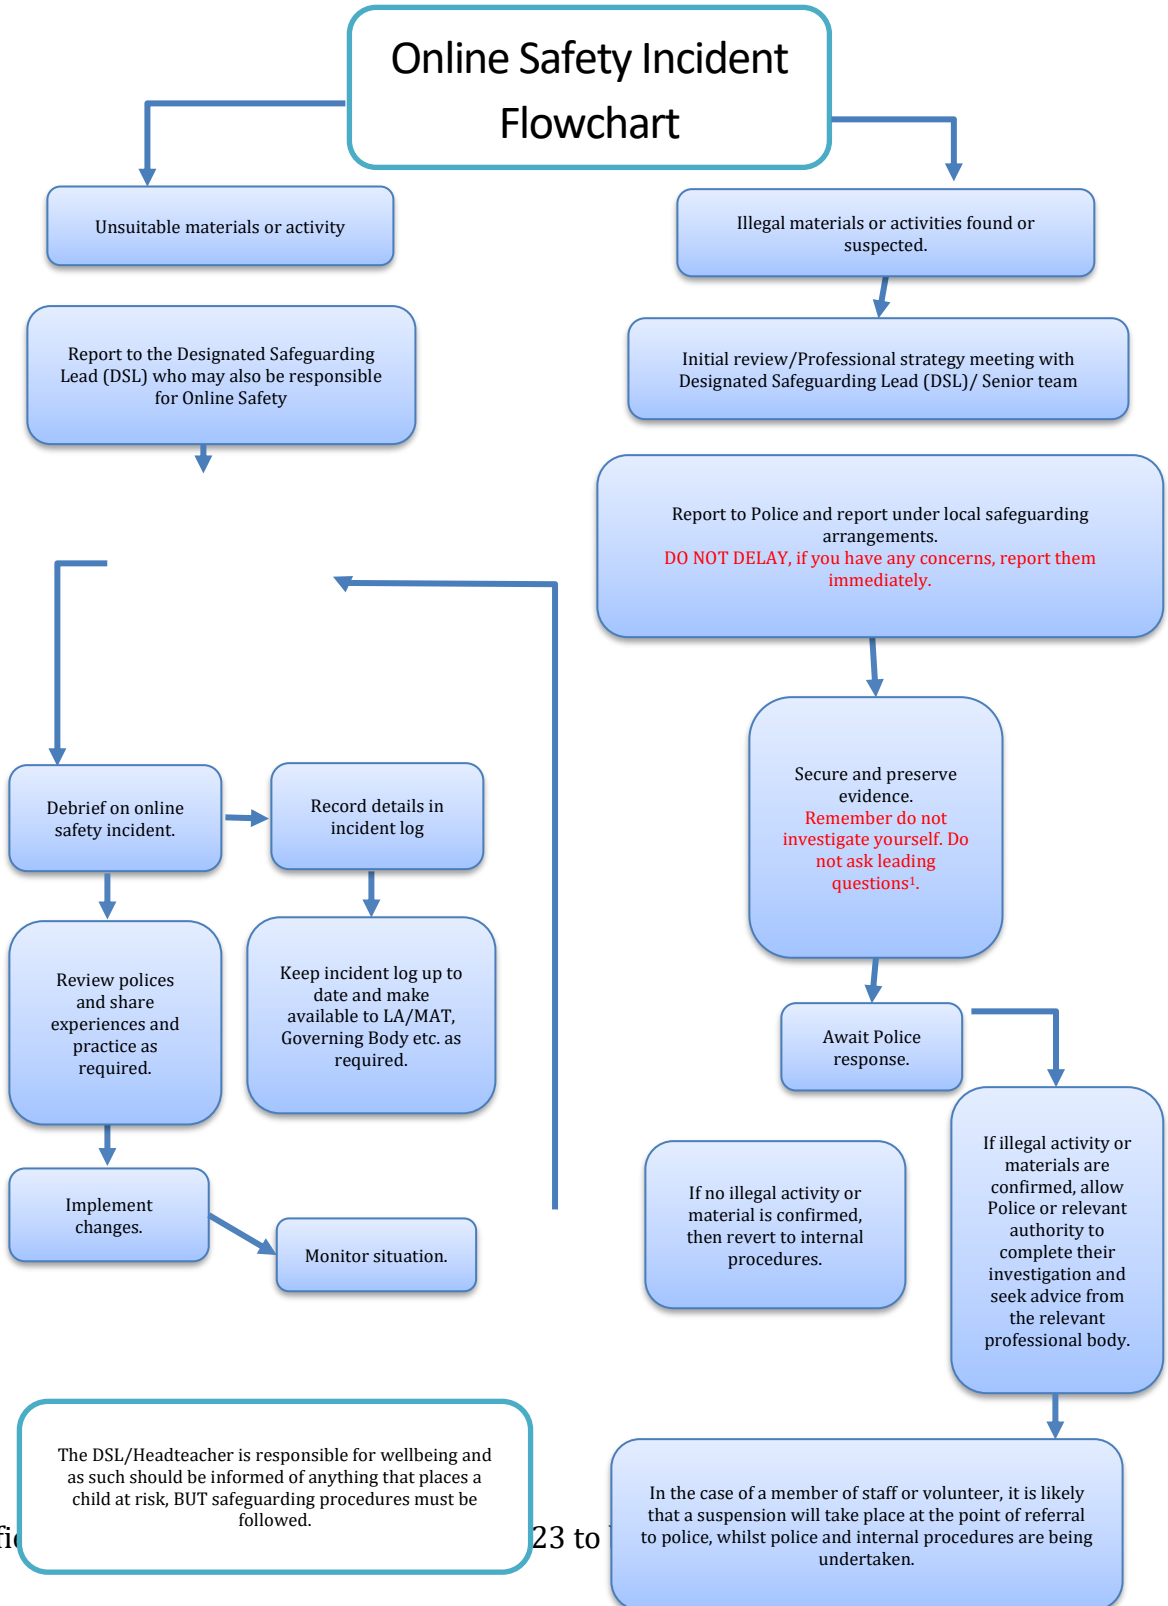 Online Safety Incident
Flowchart
Unsuitable materials or activity
Report to the Designated Safeguarding
Lead (DSL) who may also be responsible
for Online Safety
Debrief on online
safety incident.
Record details in
incident log
Review polices
and share
experiences and
practice as
required.
Keep incident log up to
date and make
available to LA/MAT,
Governing Body etc. as
required.
Implement
changes.
Monitor situation.
The DSL/Headteacher is responsible for wellbeing and
as such should be informed of anything that places a
child at risk, BUT safeguarding procedures must be
followed.
Illegal materials or activities found or
suspected.
Initial review/Professional strategy meeting with
Designated Safeguarding Lead (DSL)/ Senior team
Report to Police and report under local safeguarding
arrangements.
DO NOT DELAY, if you have any concerns, report them
immediately.
Secure and preserve
evidence.
Remember do not
investigate yourself. Do
not ask leading
questions¹.
Await Police
response.
If no illegal activity or
material is confirmed,
then revert to internal
procedures.
If illegal activity or
materials are
confirmed, allow
Police or relevant
authority to
complete their
investigation and
seek advice from
the relevant
professional body.
In the case of a member of staff or volunteer, it is likely
that a suspension will take place at the point of referral
to police, whilst police and internal procedures are being
undertaken.
23 to